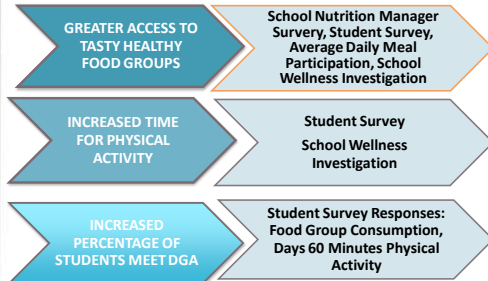 GREATER ACCESS TO
TASTY HEALTHY
FOOD GROUPS
School Nutrition Manager
Survery, Student Survey,
Average Daily Meal
Participation, School
Wellness Investigation
INCREASED TIME
FOR PHYSICAL
ACTIVITY
Student Survey
School Wellness
Investigation
INCREASED
PERCENTAGE OF
STUDENTS MEET DGA
Student Survey Responses:
Food Group Consumption,
Days 60 Minutes Physical
Activity